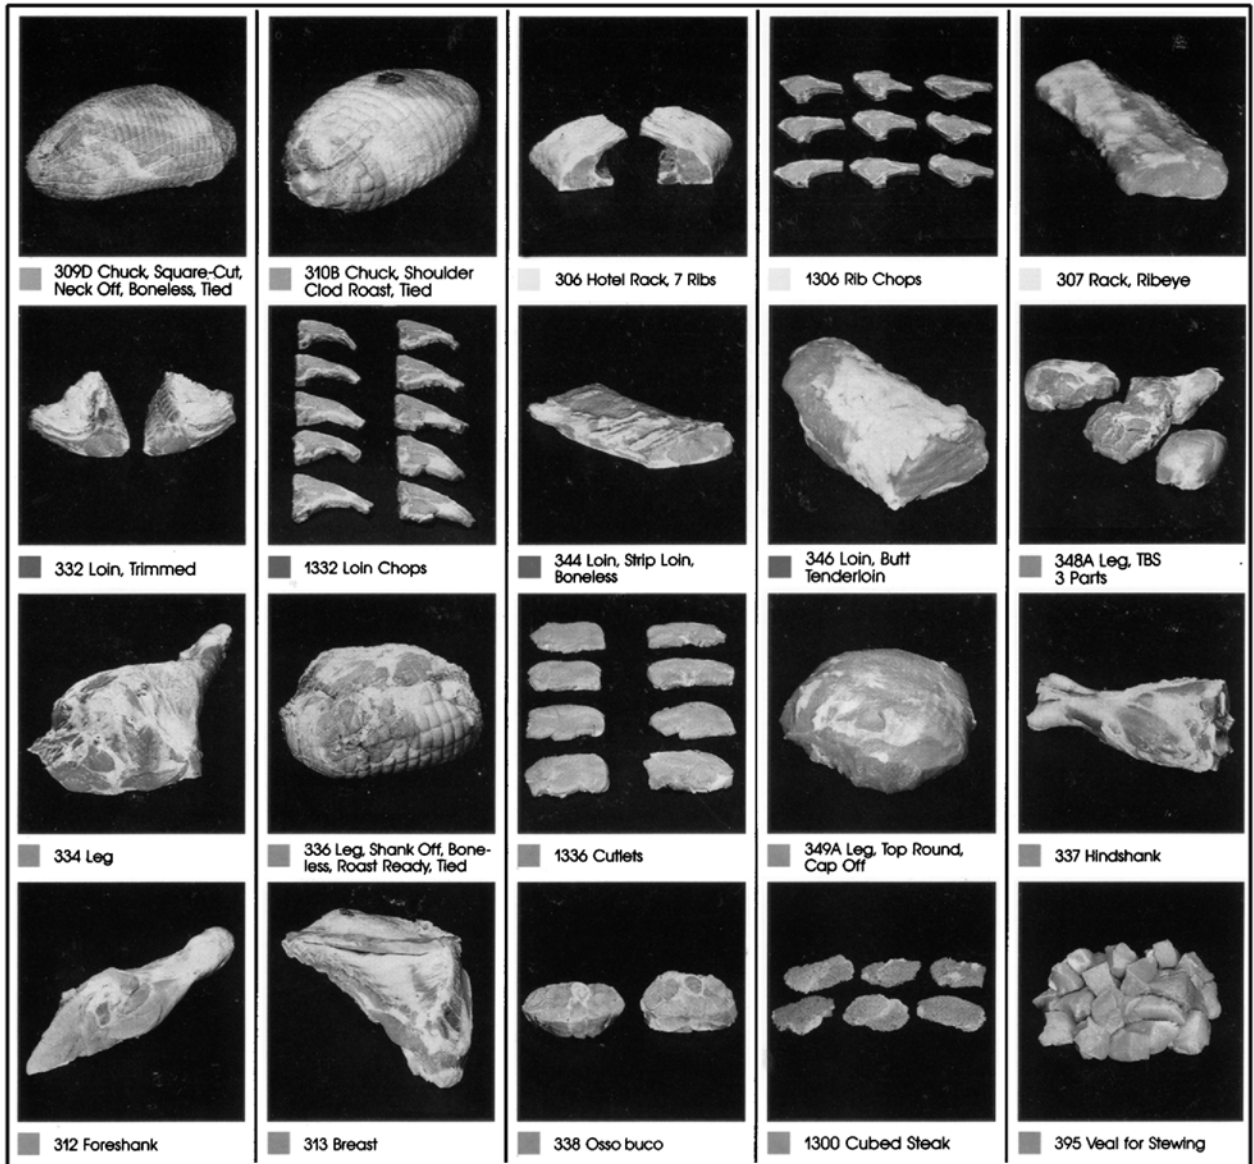 309D Chuck, Square-Cut,
Neck Off, Boneless, Tied
310B Chuck, Shoulder
Clod Roast, Tied
306 Hotel Rack, 7 Ribs
1306 Rib Chops
307 Rack, Ribeye
332 Loin, Trimmed
1332 Loin Chops
344 Loin, Strip Loin,
Boneless
346 Loin, Butt
Tenderloin
348A Leg, TBS
3 Parts
334 Leg
336 Leg, Shank Off, Bone-
less, Roast Ready, Tied
1336 Cutlets
349A Leg, Top Round,
Cap Off
337 Hindshank
312 Foreshank
313 Breast
338 Osso buco
1300 Cubed Steak
395 Veal for Stewing